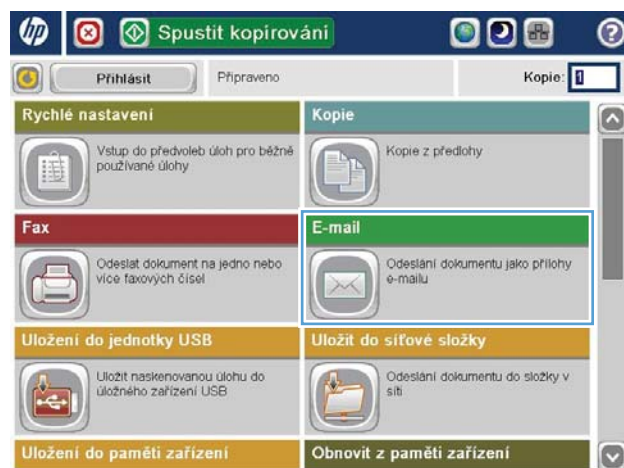 hp Spustit kopírování ?
Přihlásit Připraveno Kopie: 1
Rychlé nastavení
Vstup do předvoleb úloh pro běžně
používané úlohy
Kopie
Kopie z předlohy
Fax
Odeslat dokument na jedno nebo
více faxových čísel
E-mail
Odeslání dokumentu jako přílohy
e-mailu
Uložení do jednotky USB
Uložit naskenovanou úlohu do
úložného zařízení USB
Uložit do síťové složky
Odeslání dokumentu do složky v
síti
Uložení do paměti zařízení
Obnovit z paměti zařízení